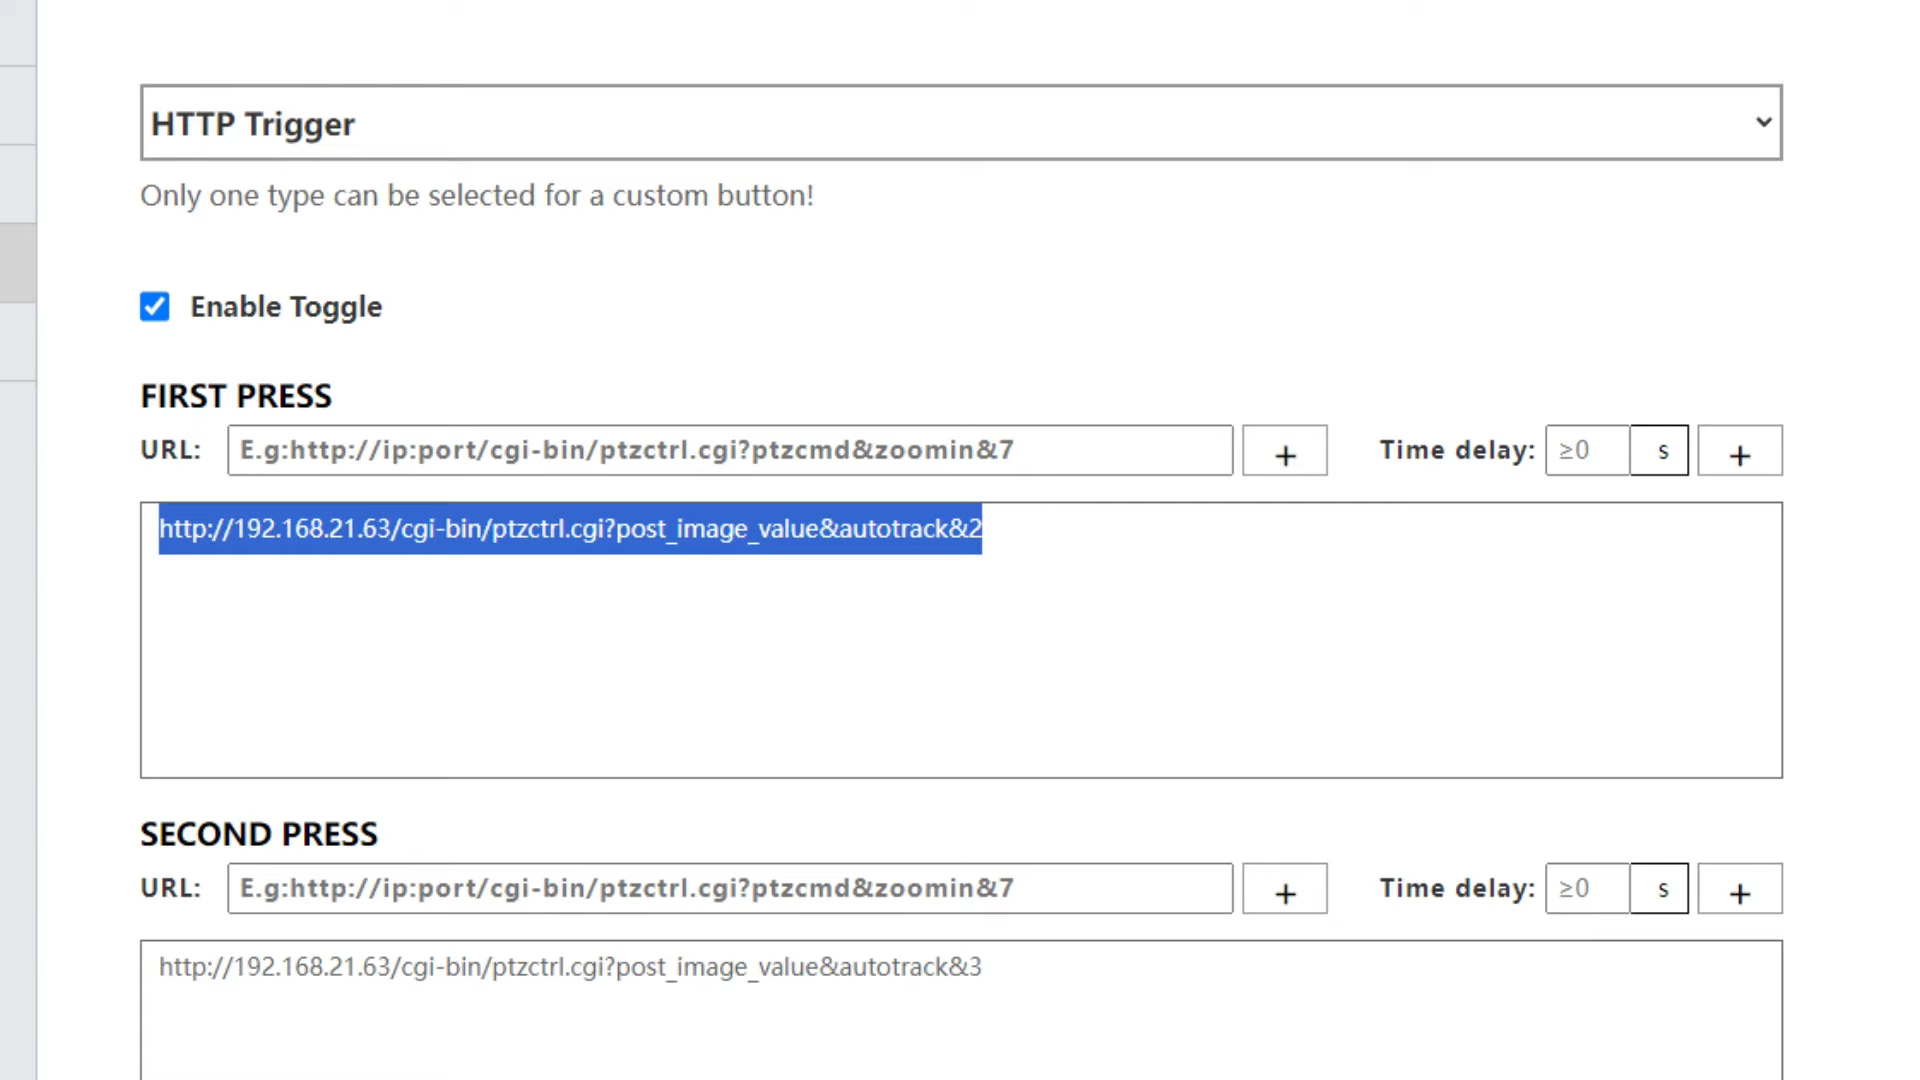 HTTP Trigger
Only one type can be selected for a custom button!
Enable Toggle
FIRST PRESS
URL: E.g:http://ip:port/cgi-bin/ptzctrl.cgi?ptzcmd&zoomin&7 + Time delay: ≥0 s +
http://192.168.21.63/cgi-bin/ptzctrl.cgi?post_image_value&autotrack&2
SECOND PRESS
URL: E.g:http://ip:port/cgi-bin/ptzctrl.cgi?ptzcmd&zoomin&7 + Time delay: ≥0 s +
http://192.168.21.63/cgi-bin/ptzctrl.cgi?post_image_value&autotrack&3